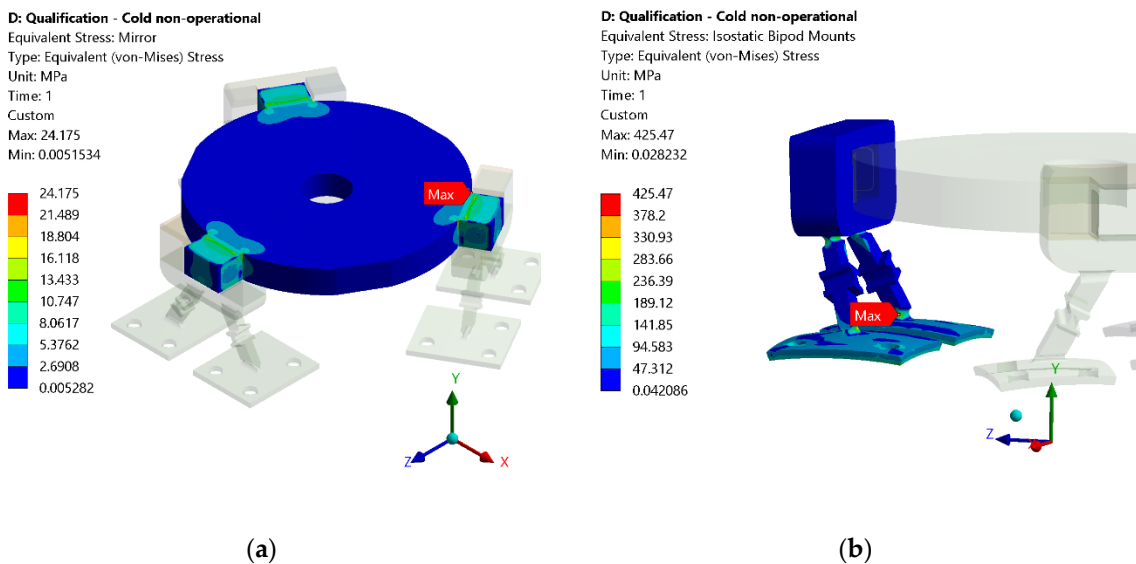 D: Qualification - Cold non-operational
Equivalent Stress: Mirror
Type: Equivalent (von-Mises) Stress
Unit: MPa
Time: 1
Custom
Max: 24.175
Min: 0.0051534
24.175
21.489
18.804
16.118
13.433
10.747
8.0617
5.3762
2.6908
0.005282
Max
Y
Z
X
(a)
D: Qualification - Cold non-operational
Equivalent Stress: Isostatic Bipod Mounts
Type: Equivalent (von-Mises) Stress
Unit: MPa
Time: 1
Custom
Max: 425.47
Min: 0.028232
425.47
378.2
330.93
283.66
236.39
189.12
141.85
94.583
47.312
0.042086
Max
Y
Z
(b)